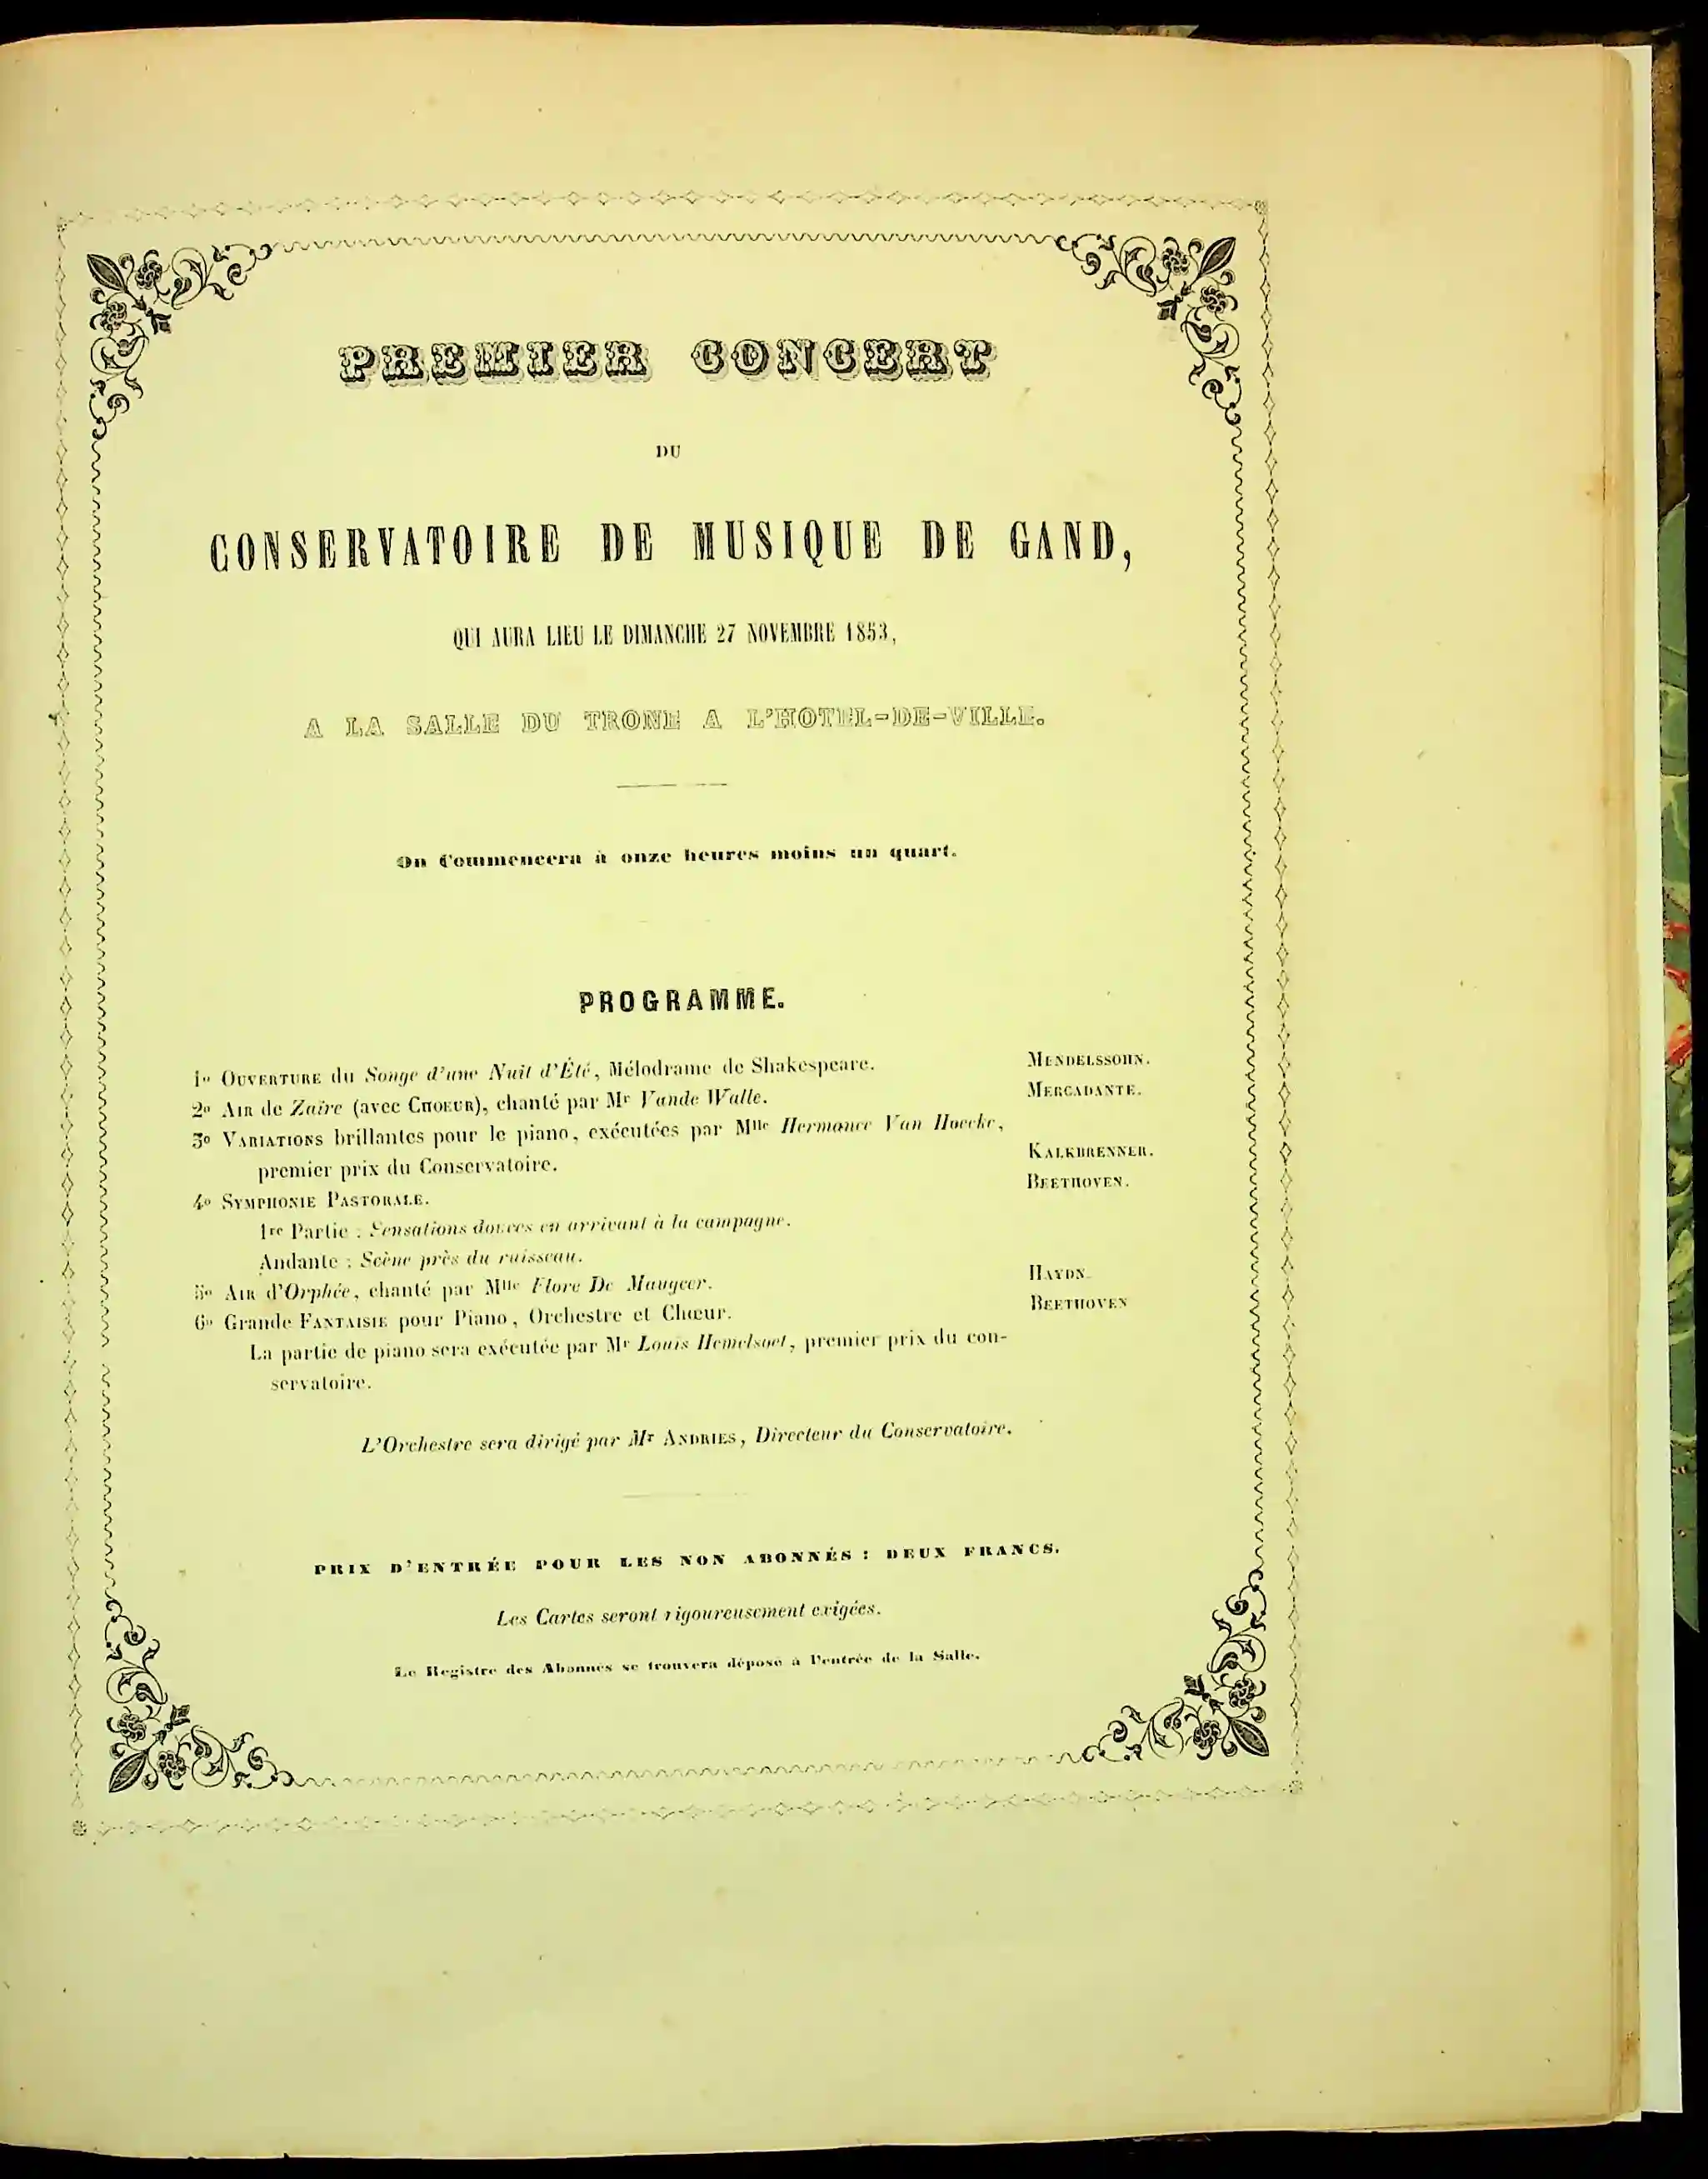 PREMIER CONCERT
DU
CONSERVATOIRE DE MUSIQUE DE GAND,
QUI AURA LIEU LE DIMANCHE 27 NOVEMBRE 1853,
A LA SALLE DU TRONE A L'HOTEL-DE-VILLE.
On Commencera à onze heures moins un quart.
PROGRAMME.
1o OUVERTURE du Songe d'une Nuit d'Été, Mélodrame de Shakespeare. MENDELSSOHN.
2o AIR de Zaïre (avec CHOEUR), chanté par Mr Vande Walle. MERCADANTE.
3o VARIATIONS brillantes pour le piano, exécutées par Mlle Hermance Van Hoecke,
premier prix du Conservatoire. KALKBRENNER.
4o SYMPHONIE PASTORALE. BEETHOVEN.
1re Partie : Sensations douces en arrivant à la campagne.
Andante : Scène près du ruisseau.
5o AIR d'Orphée, chanté par Mlle Flore De Maugeer. HAYDN.
6o Grande FANTAISIE pour Piano, Orchestre et Chœur. BEETHOVEN
La partie de piano sera exécutée par Mr Louis Hemelsoet, premier prix du con-
servatoire.
L'Orchestre sera dirigé par Mr ANDRIES, Directeur du Conservatoire.
PRIX D'ENTRÉE POUR LES NON ABONNÉS : DEUX FRANCS.
Les Cartes seront rigoureusement exigées.
Le Registre des Abonnés se trouvera déposé à l'entrée de la Salle.